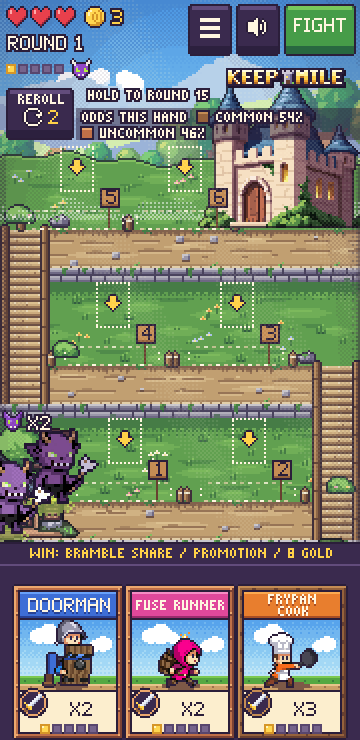 3
ROUND 1
FIGHT
KEEP MILE
HOLD TO ROUND 15
REROLL
2
ODDS THIS HAND COMMON 54%
UNCOMMON 46%
5
6
4
3
X2
1
2
WIN: BRAMBLE SNARE / PROMOTION / 8 GOLD
DOORMAN
FUSE RUNNER
FRYPAN
COOK
X2
X2
X3